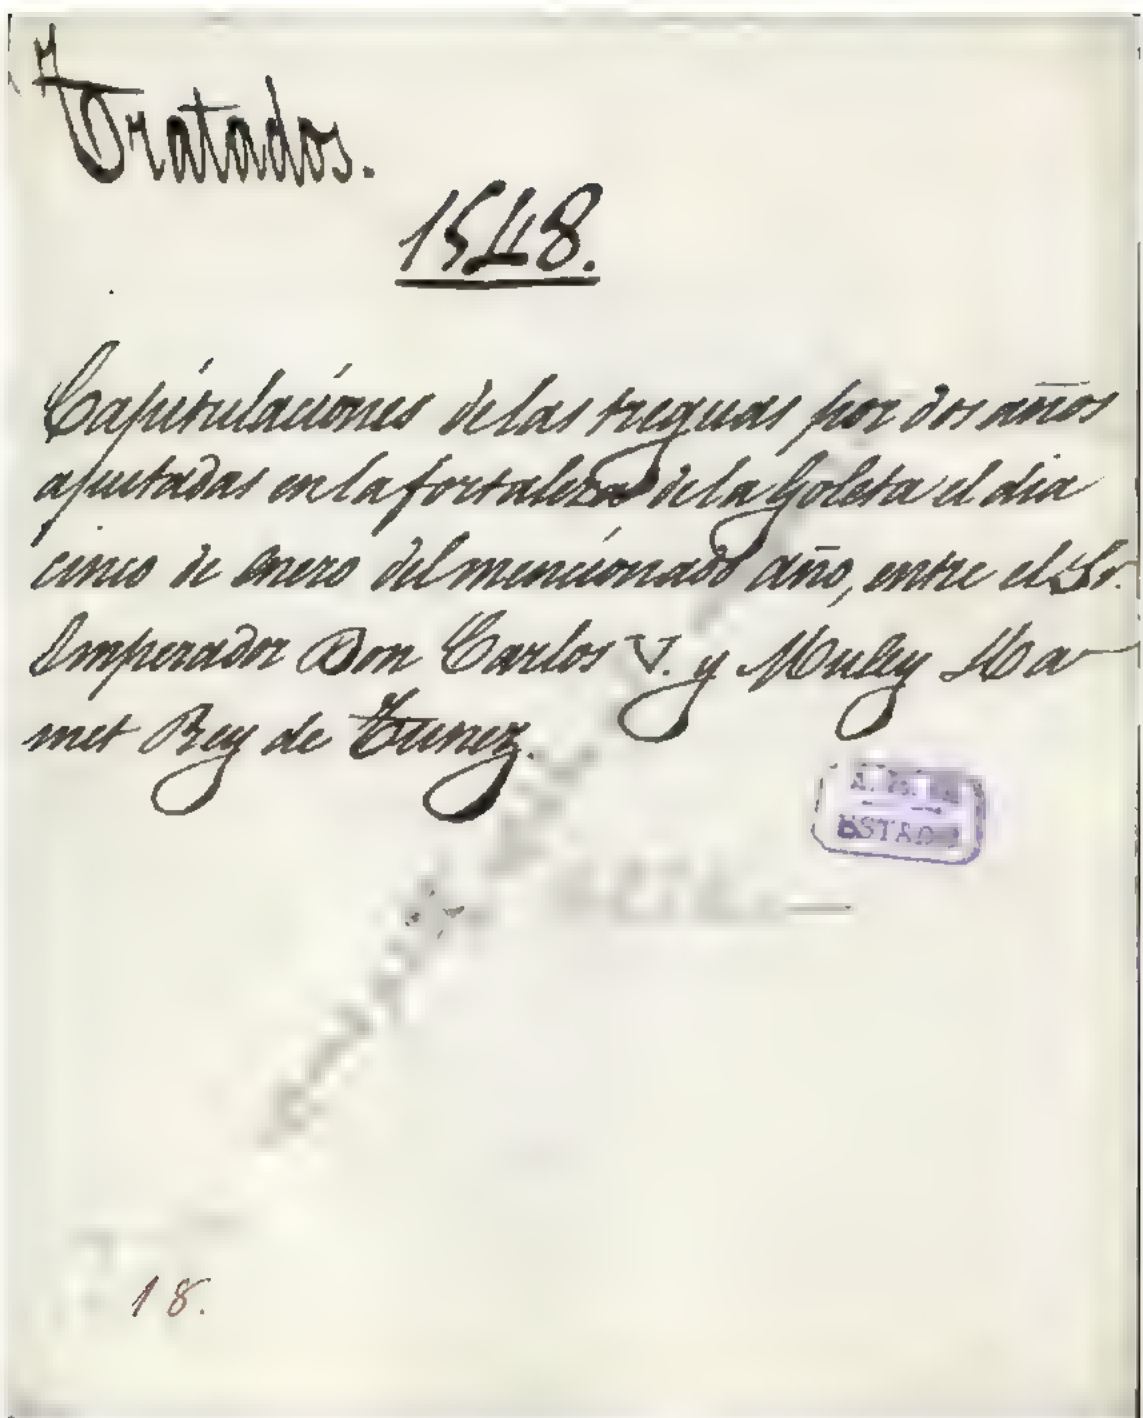 Tratados.
1548.
Capitulaciones de las treguas por dos años
ajustadas en la fortaleza de la Goleta el dia
cinco de enero del mencionado año, entre el Sr.
Emperador Don Carlos V. y Muley Ha-
met Rey de Tunez.
ESTADO
18.